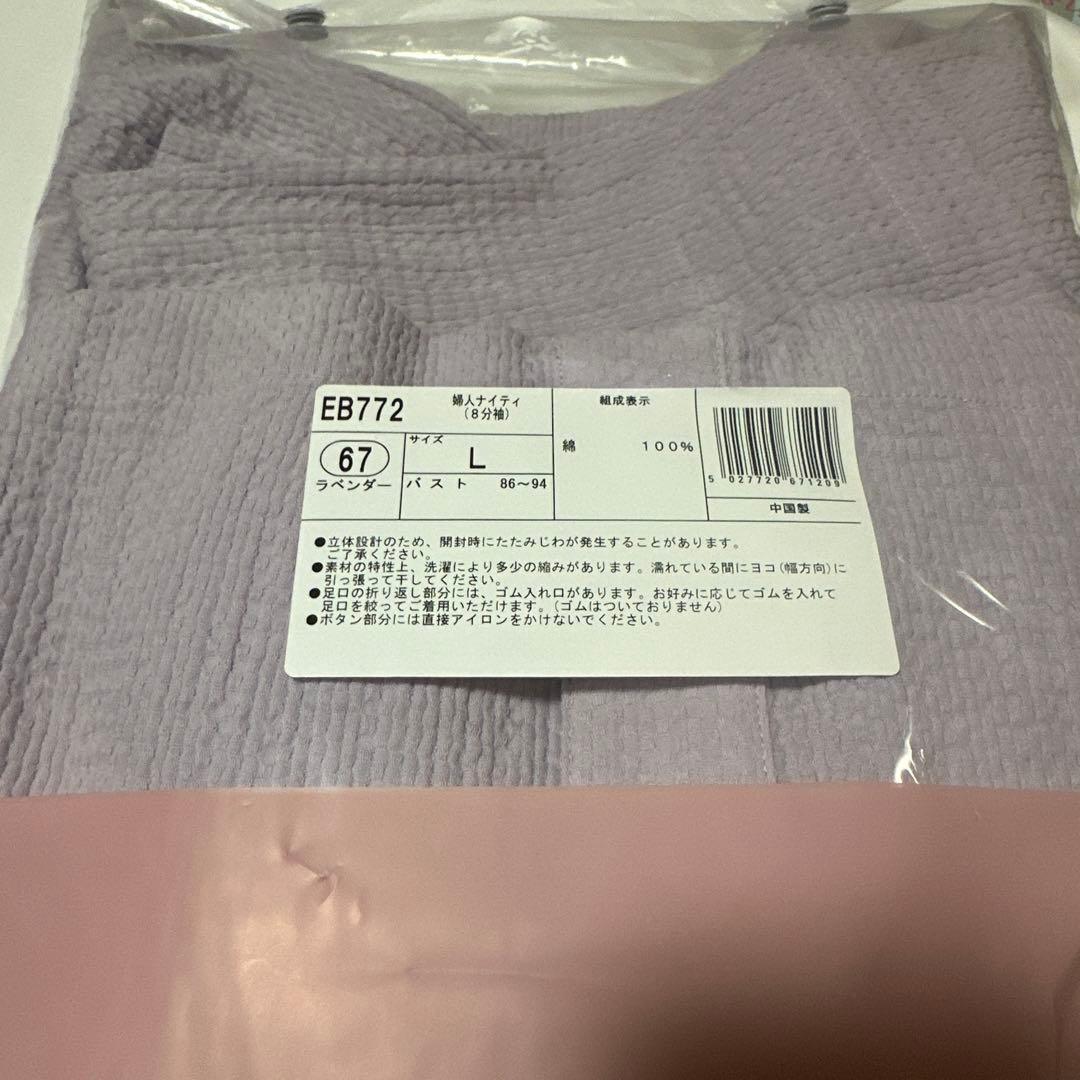 EB772
婦人ナイティ
(8分袖)
67
ラベンダー
サイズ
L
バスト 86~94
組成表示
綿 100%
5 027720 671209
中国製
●立体設計のため、開封時にたたみじわが発生することがあります。
ご了承ください。
●素材の特性上、洗濯により多少の縮みがあります。濡れている間にヨコ(幅方向)に
引っ張って干してください。
●足口の折り返し部分には、ゴム入れ口があります。お好みに応じてゴムを入れて
足口を絞ってご着用いただけます。(ゴムはついておりません)
●ボタン部分には直接アイロンをかけないでください。